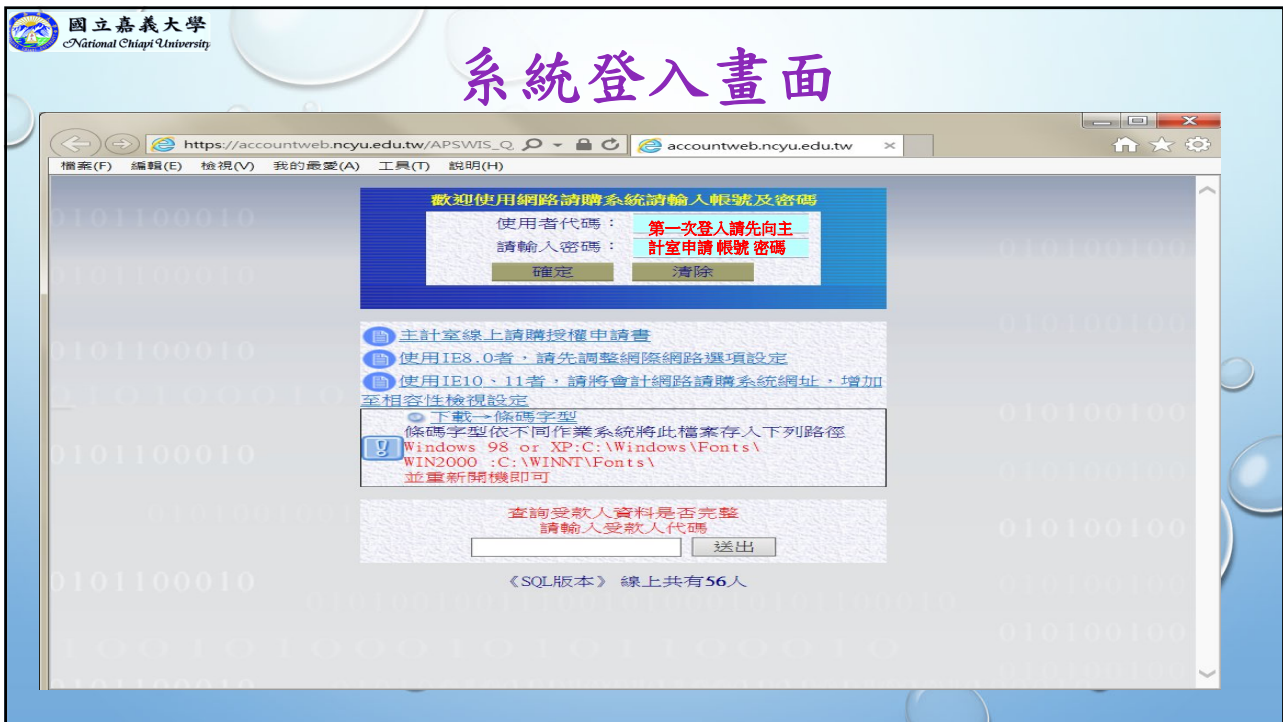 國立嘉義大學
National Chiayi University
系統登入畫面
https://accountweb.ncyu.edu.tw/APSWIS_Q
accountweb.ncyu.edu.tw
檔案(F) 編輯(E) 檢視(V) 我的最愛(A) 工具(T) 說明(H)
歡迎使用網路請購系統請輸入帳號及密碼
使用者代碼：
第一次登入請先向主
請輸入密碼：
計室申請 帳號 密碼
確定 清除
主計室線上請購授權申請書
使用IE8.0者，請先調整網際網路選項設定
使用IE10、11者，請將會計網路請購系統網址，增加
至相容性檢視設定
下載→條碼字型
條碼字型依不同作業系統將此檔案存入下列路徑
Windows 98 or XP:C:\Windows\Fonts\
WIN2000 :C:\WINNT\Fonts\
並重新開機即可
查詢受款人資料是否完整
請輸入受款人代碼
送出
《SQL版本》 線上共有56人